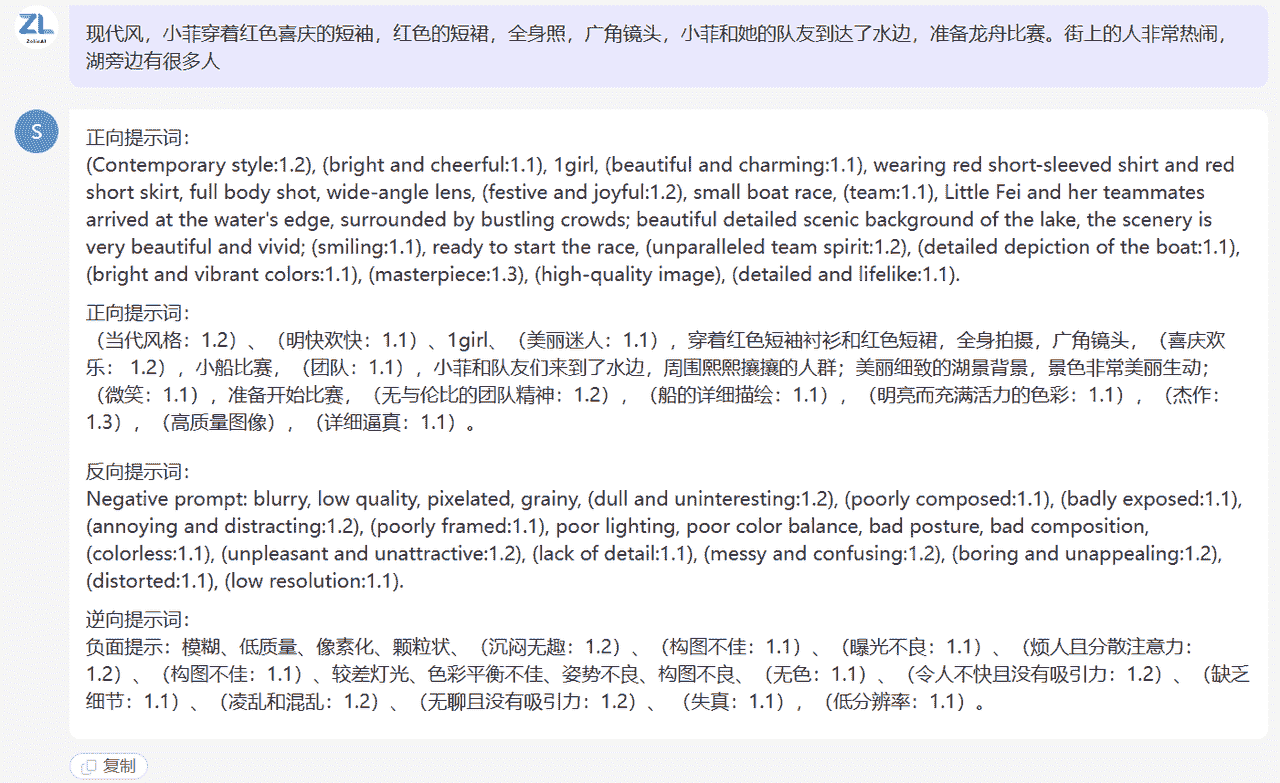 ZL
ZelinAI
现代风，小菲穿着红色喜庆的短袖，红色的短裙，全身照，广角镜头，小菲和她的队友到达了水边，准备龙舟比赛。街上的人非常热闹，
湖旁边有很多人
S
正向提示词：
(Contemporary style:1.2), (bright and cheerful:1.1), 1girl, (beautiful and charming:1.1), wearing red short-sleeved shirt and red
short skirt, full body shot, wide-angle lens, (festive and joyful:1.2), small boat race, (team:1.1), Little Fei and her teammates
arrived at the water's edge, surrounded by bustling crowds; beautiful detailed scenic background of the lake, the scenery is
very beautiful and vivid; (smiling:1.1), ready to start the race, (unparalleled team spirit:1.2), (detailed depiction of the boat:1.1),
(bright and vibrant colors:1.1), (masterpiece:1.3), (high-quality image), (detailed and lifelike:1.1).
正向提示词：
（当代风格：1.2）、（明快欢快：1.1）、1girl、（美丽迷人：1.1），穿着红色短袖衬衫和红色短裙，全身拍摄，广角镜头，（喜庆欢
乐： 1.2），小船比赛，（团队：1.1），小菲和队友们来到了水边，周围熙熙攘攘的人群；美丽细致的湖景背景，景色非常美丽生动；
（微笑：1.1），准备开始比赛，（无与伦比的团队精神：1.2），（船的详细描绘：1.1），（明亮而充满活力的色彩：1.1），（杰作：
1.3），（高质量图像），（详细逼真：1.1）。
反向提示词：
Negative prompt: blurry, low quality, pixelated, grainy, (dull and uninteresting:1.2), (poorly composed:1.1), (badly exposed:1.1),
(annoying and distracting:1.2), (poorly framed:1.1), poor lighting, poor color balance, bad posture, bad composition,
(colorless:1.1), (unpleasant and unattractive:1.2), (lack of detail:1.1), (messy and confusing:1.2), (boring and unappealing:1.2),
(distorted:1.1), (low resolution:1.1).
逆向提示词：
负面提示：模糊、低质量、像素化、颗粒状、（沉闷无趣：1.2）、（构图不佳：1.1）、（曝光不良：1.1）、（烦人且分散注意力：
1.2）、（构图不佳：1.1）、较差灯光、色彩平衡不佳、姿势不良、构图不良、（无色：1.1）、（令人不快且没有吸引力：1.2）、（缺乏
细节：1.1）、（凌乱和混乱：1.2）、（无聊且没有吸引力：1.2）、 （失真：1.1），（低分辨率：1.1）。
复制